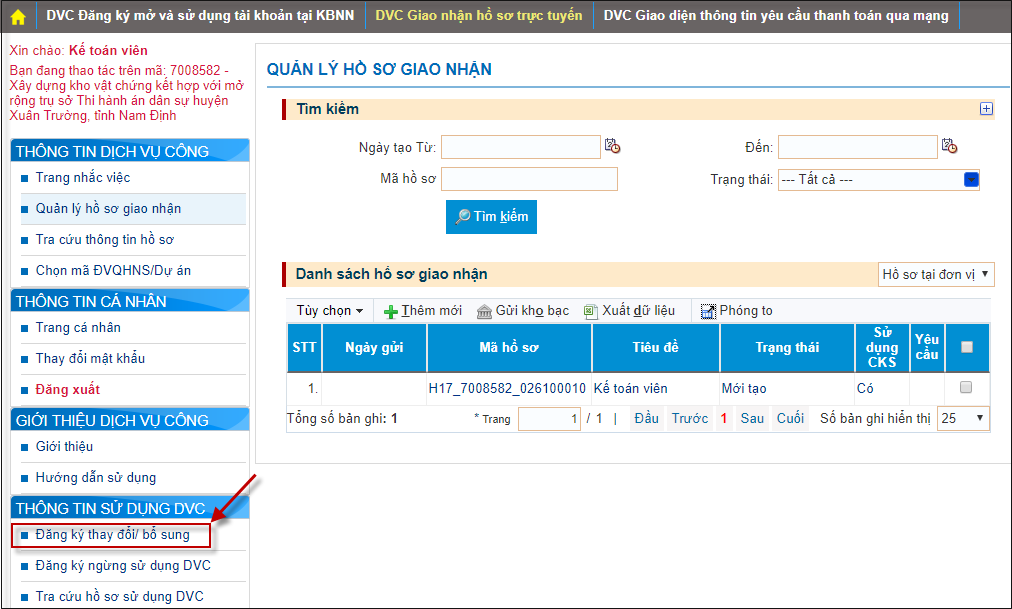 DVC Đăng ký mở và sử dụng tài khoản tại KBNN DVC Giao nhận hồ sơ trực tuyến DVC Giao diện thông tin yêu cầu thanh toán qua mạng
Xin chào: Kế toán viên
Bạn đang thao tác trên mã: 7008582 -
Xây dựng kho vật chứng kết hợp với mở
rộng trụ sở Thi hành án dân sự huyện
Xuân Trường, tỉnh Nam Định
THÔNG TIN DỊCH VỤ CÔNG
Trang nhắc việc
Quản lý hồ sơ giao nhận
Tra cứu thông tin hồ sơ
Chọn mã ĐVQHNS/Dự án
THÔNG TIN CÁ NHÂN
Trang cá nhân
Thay đổi mật khẩu
Đăng xuất
GIỚI THIỆU DỊCH VỤ CÔNG
Giới thiệu
Hướng dẫn sử dụng
THÔNG TIN SỬ DỤNG DVC
Đăng ký thay đổi/ bổ sung
Đăng ký ngừng sử dụng DVC
Tra cứu hồ sơ sử dụng DVC
QUẢN LÝ HỒ SƠ GIAO NHẬN
Tìm kiếm
Ngày tạo Từ: Đến:
Mã hồ sơ Trạng thái: --- Tất cả ---
Tìm kiếm
Danh sách hồ sơ giao nhận Hồ sơ tại đơn vị
Tùy chọn Thêm mới Gửi kho bạc Xuất dữ liệu Phóng to
STT Ngày gửi Mã hồ sơ Tiêu đề Trạng thái Sử dụng CKS Yêu cầu
1. H17_7008582_026100010 Kế toán viên Mới tạo Có
Tổng số bản ghi: 1 * Trang 1 / 1 | Đầu Trước 1 Sau Cuối Số bản ghi hiển thị 25